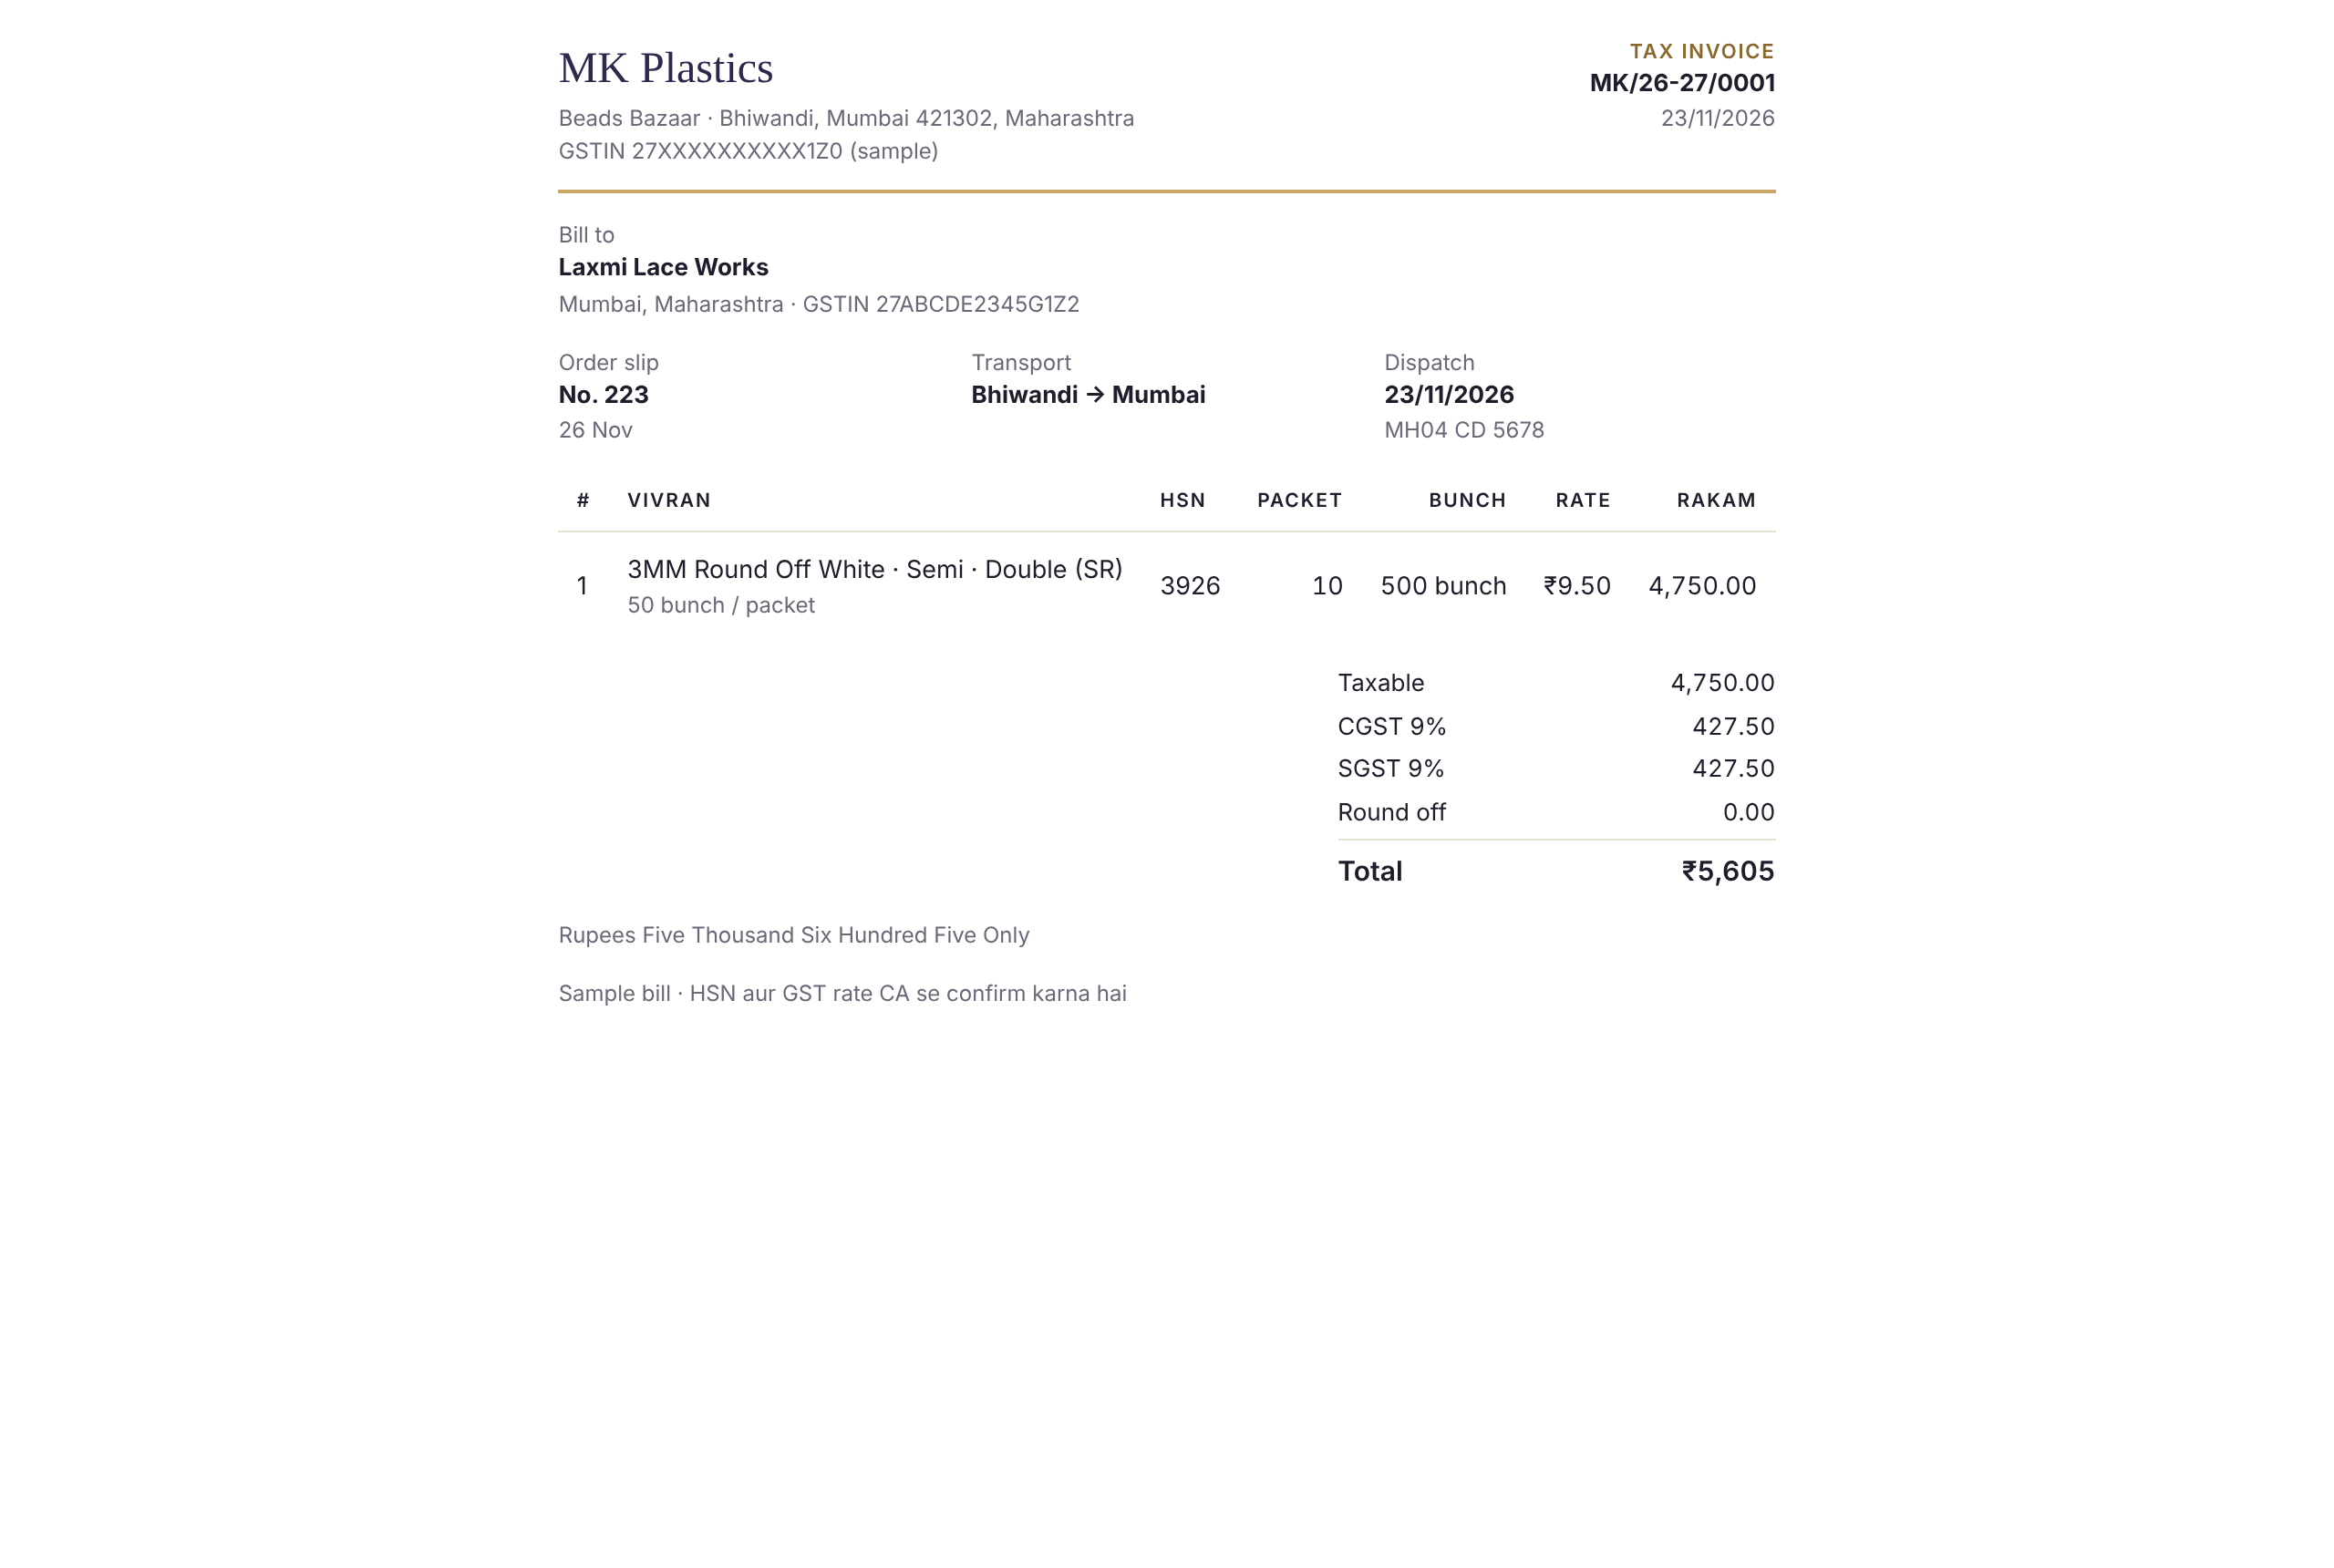 MK Plastics
TAX INVOICE
MK/26-27/0001
Beads Bazaar · Bhiwandi, Mumbai 421302, Maharashtra
23/11/2026
GSTIN 27XXXXXXXXXX1Z0 (sample)
Bill to
Laxmi Lace Works
Mumbai, Maharashtra · GSTIN 27ABCDE2345G1Z2
Order slip
No. 223
26 Nov
Transport
Bhiwandi → Mumbai
Dispatch
23/11/2026
MH04 CD 5678
# VIVRAN HSN PACKET BUNCH RATE RAKAM
1 3MM Round Off White · Semi · Double (SR) 3926 10 500 bunch ₹9.50 4,750.00
50 bunch / packet
Taxable 4,750.00
CGST 9% 427.50
SGST 9% 427.50
Round off 0.00
Total ₹5,605
Rupees Five Thousand Six Hundred Five Only
Sample bill · HSN aur GST rate CA se confirm karna hai